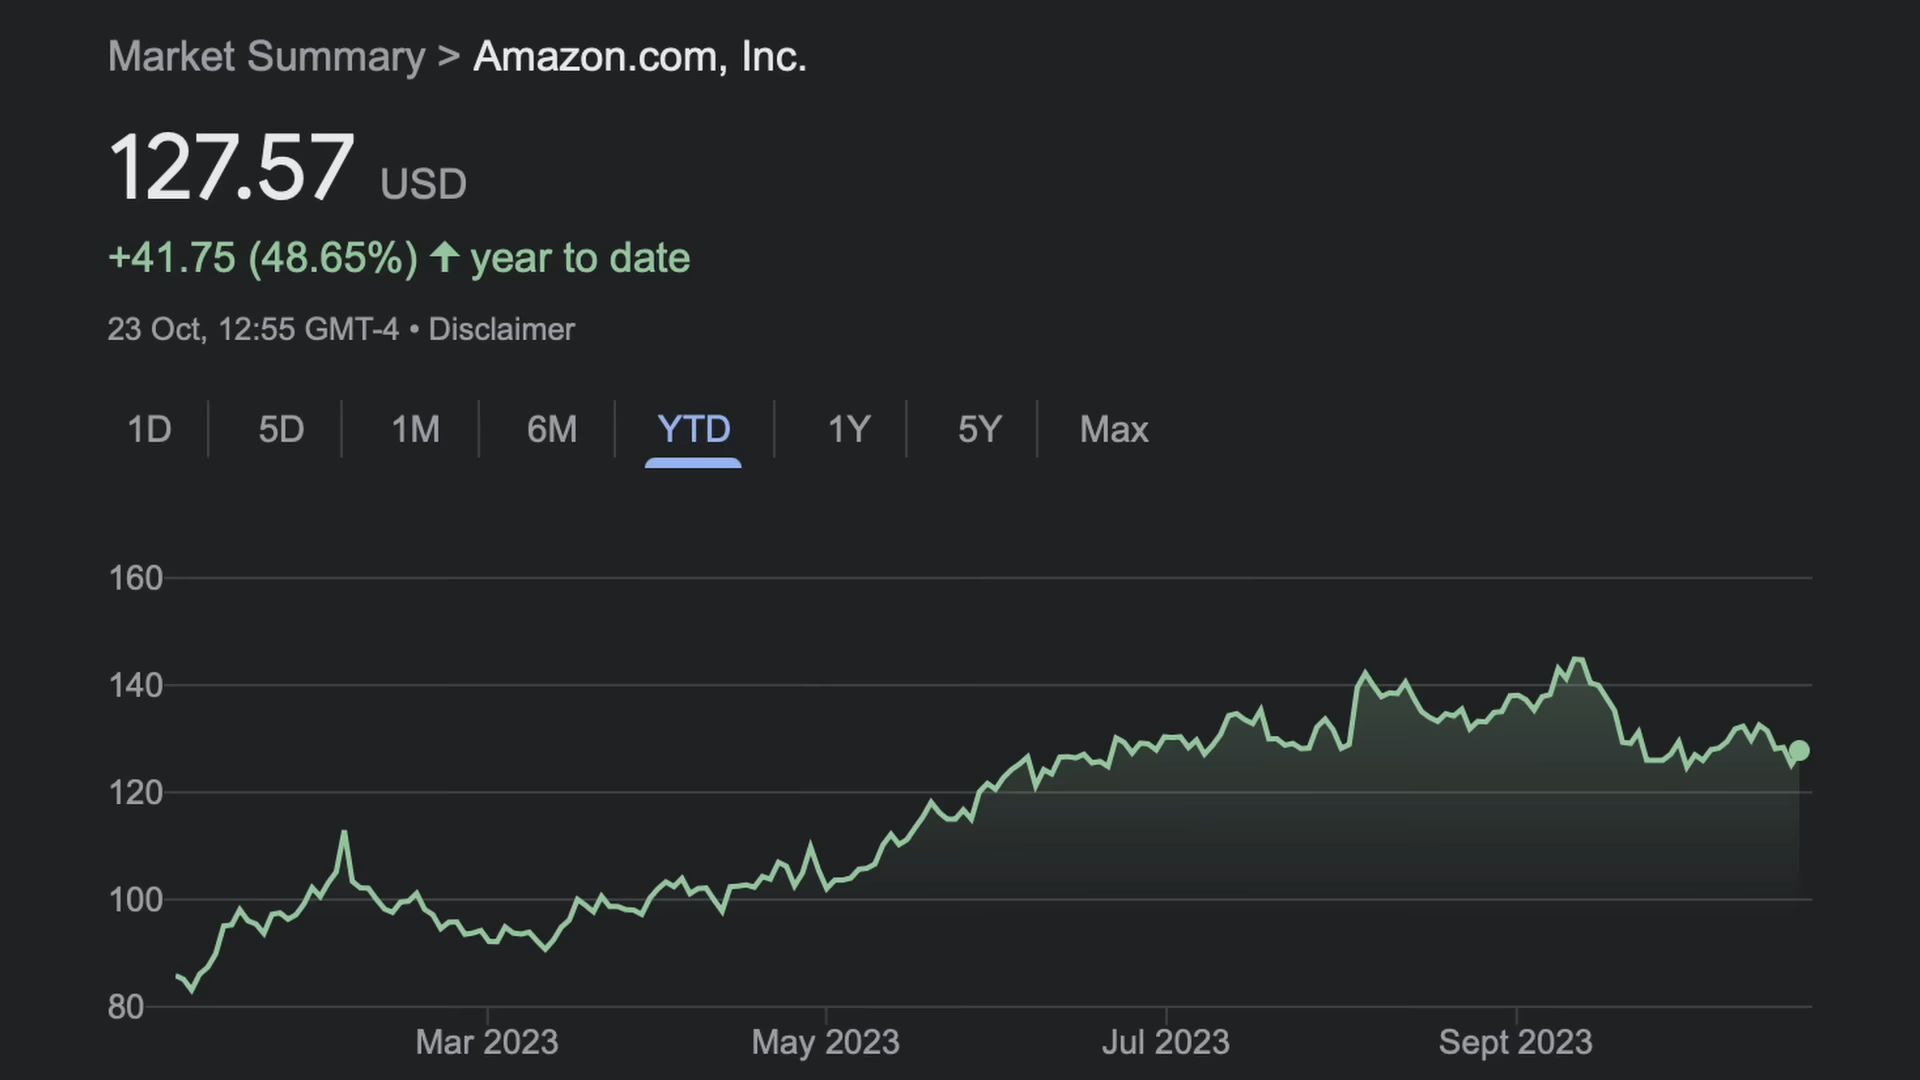 Market Summary > Amazon.com, Inc.
127.57 USD
+41.75 (48.65%) ↑ year to date
23 Oct, 12:55 GMT-4 • Disclaimer
1D 5D 1M 6M YTD 1Y 5Y Max
160
140
120
100
80
Mar 2023 May 2023 Jul 2023 Sept 2023